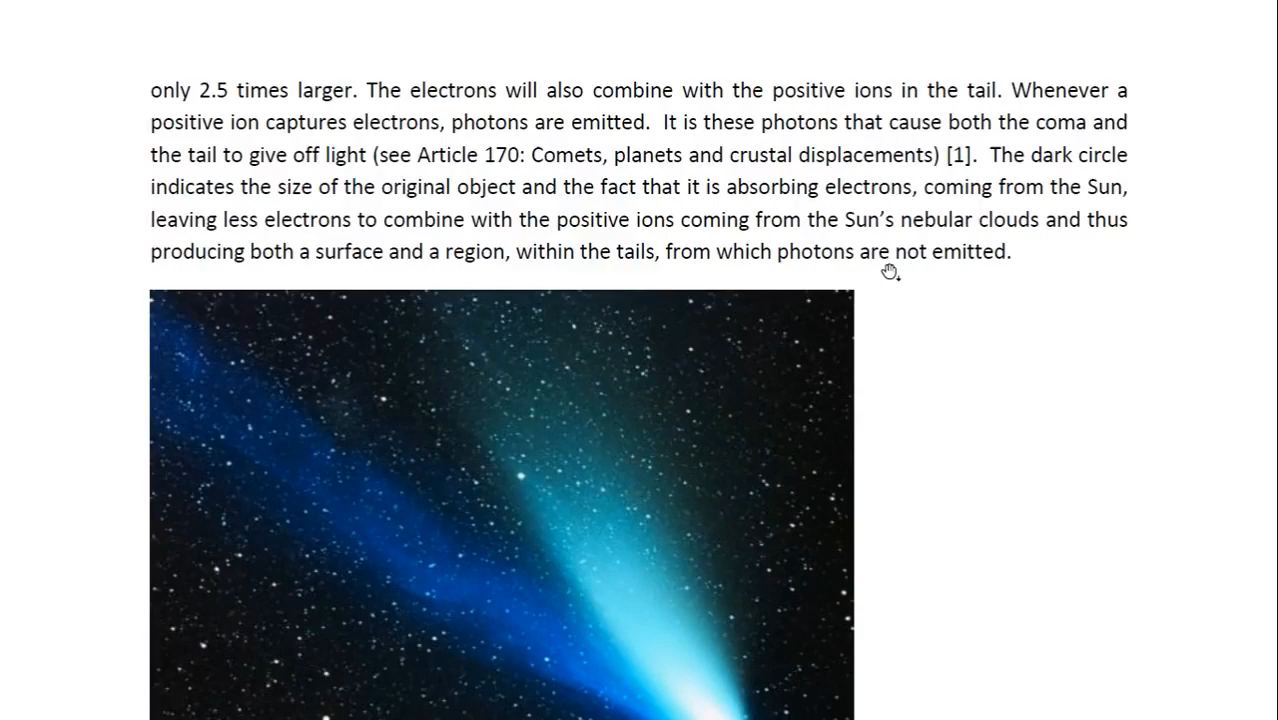 only 2.5 times larger. The electrons will also combine with the positive ions in the tail. Whenever a
positive ion captures electrons, photons are emitted.  It is these photons that cause both the coma and
the tail to give off light (see Article 170: Comets, planets and crustal displacements) [1].  The dark circle
indicates the size of the original object and the fact that it is absorbing electrons, coming from the Sun,
leaving less electrons to combine with the positive ions coming from the Sun’s nebular clouds and thus
producing both a surface and a region, within the tails, from which photons are not emitted.